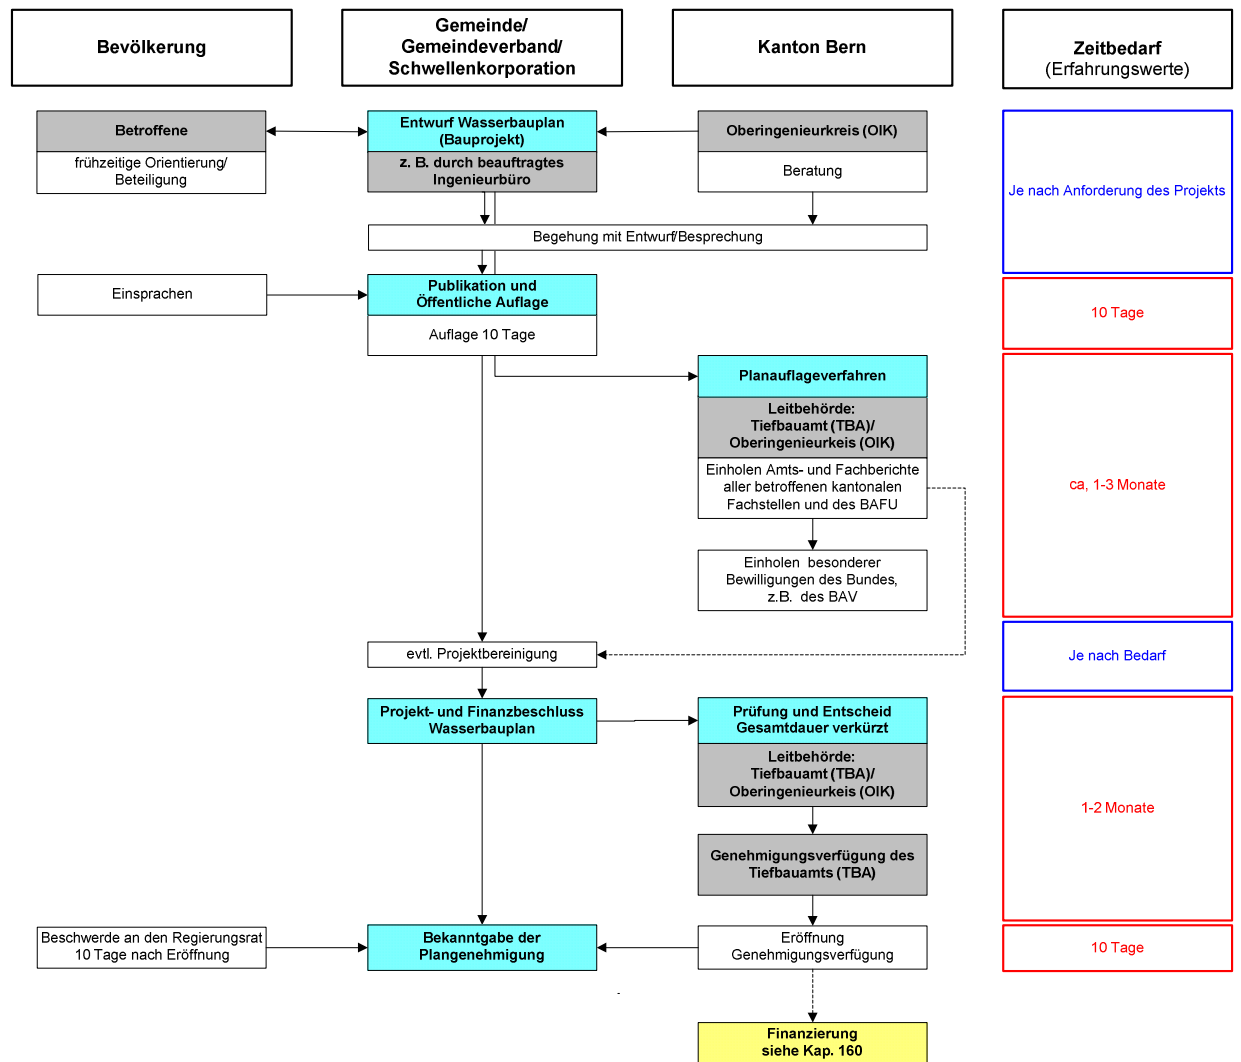 Bevölkerung
Gemeinde/
Gemeindeverband/
Schwellenkorporation
Kanton Bern
Zeitbedarf
(Erfahrungswerte)
Betroffene
frühzeitige Orientierung/
Beteiligung
Entwurf Wasserbauplan
(Bauprojekt)
z. B. durch beauftragtes
Ingenieurbüro
Oberingenieurkreis (OIK)
Beratung
Je nach Anforderung des Projekts
Begehung mit Entwurf/Besprechung
Einsprachen
Publikation und
Öffentliche Auflage
Auflage 10 Tage
10 Tage
Planauflageverfahren
Leitbehörde:
Tiefbauamt (TBA)/
Oberingenieurkeis (OIK)
Einholen Amts- und Fachberichte
aller betroffenen kantonalen
Fachstellen und des BAFU
ca, 1-3 Monate
Einholen besonderer
Bewilligungen des Bundes,
z.B. des BAV
evtl. Projektbereinigung
Je nach Bedarf
Projekt- und Finanzbeschluss
Wasserbauplan
Prüfung und Entscheid
Gesamtdauer verkürzt
Leitbehörde:
Tiefbauamt (TBA)/
Oberingenieurkeis (OIK)
1-2 Monate
Genehmigungsverfügung des
Tiefbauamts (TBA)
Beschwerde an den Regierungsrat
10 Tage nach Eröffnung
Bekanntgabe der
Plangenehmigung
Eröffnung
Genehmigungsverfügung
10 Tage
Finanzierung
siehe Kap. 160